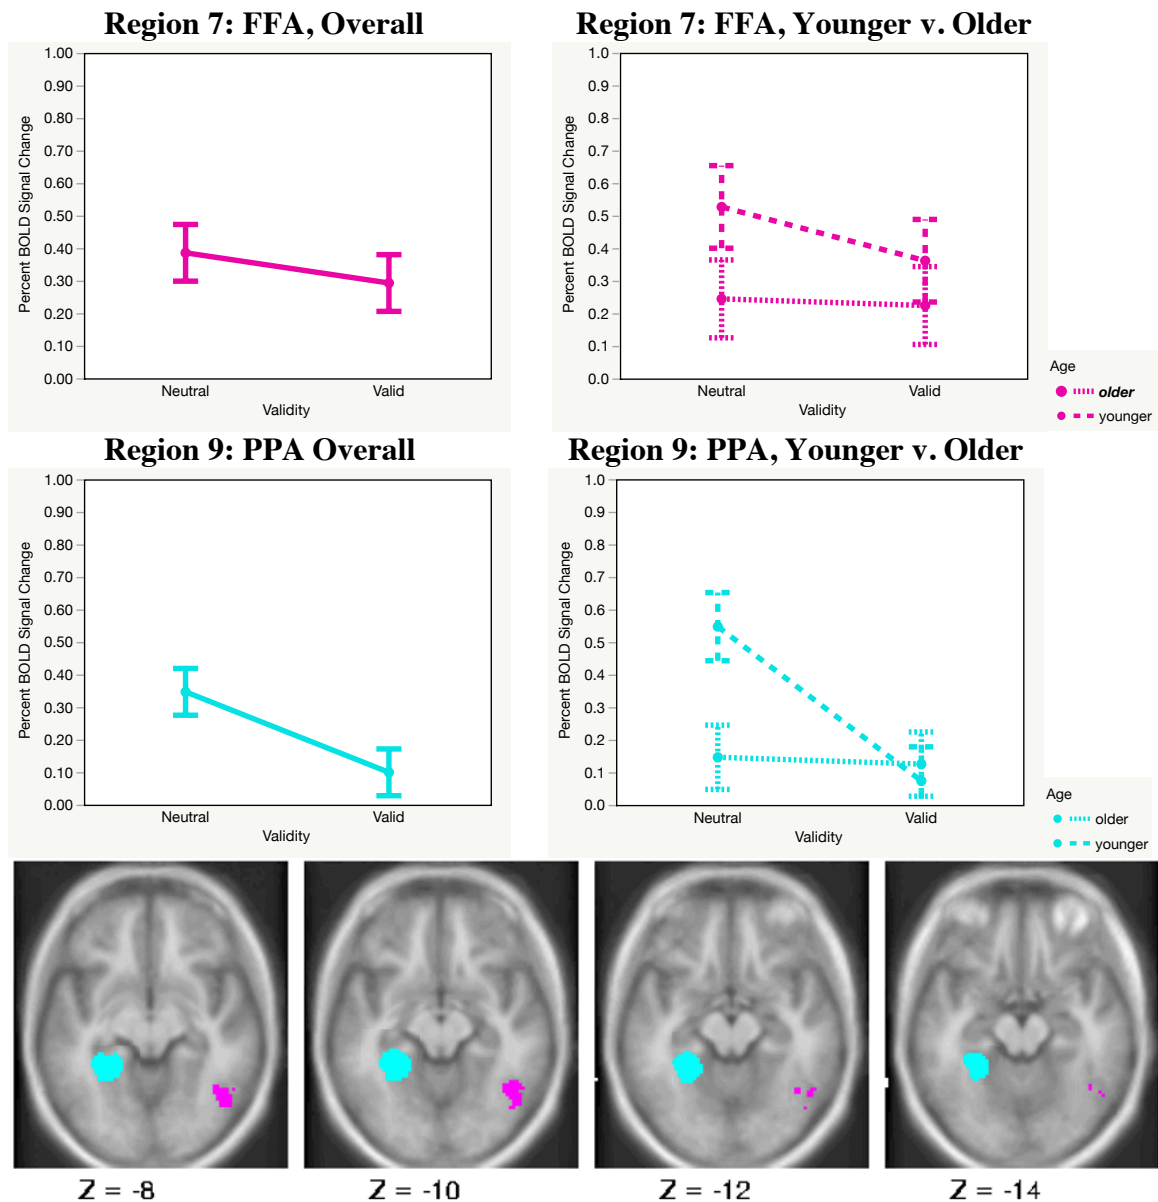 Region 7: FFA, Overall
Percent BOLD Signal Change
1.00
0.90
0.80
0.70
0.60
0.50
0.40
0.30
0.20
0.10
0.00
Neutral Valid
Validity
Region 7: FFA, Younger v. Older
Percent BOLD Signal Change
1.0
0.9
0.8
0.7
0.6
0.5
0.4
0.3
0.2
0.1
0.0
Neutral Valid
Validity
Age
older
younger
Region 9: PPA Overall
Percent BOLD Signal Change
1.00
0.90
0.80
0.70
0.60
0.50
0.40
0.30
0.20
0.10
0.00
Neutral Valid
Validity
Region 9: PPA, Younger v. Older
Percent BOLD Signal Change
1.0
0.9
0.8
0.7
0.6
0.5
0.4
0.3
0.2
0.1
0.0
Neutral Valid
Validity
Age
older
younger
Z = -8 Z = -10 Z = -12 Z = -14